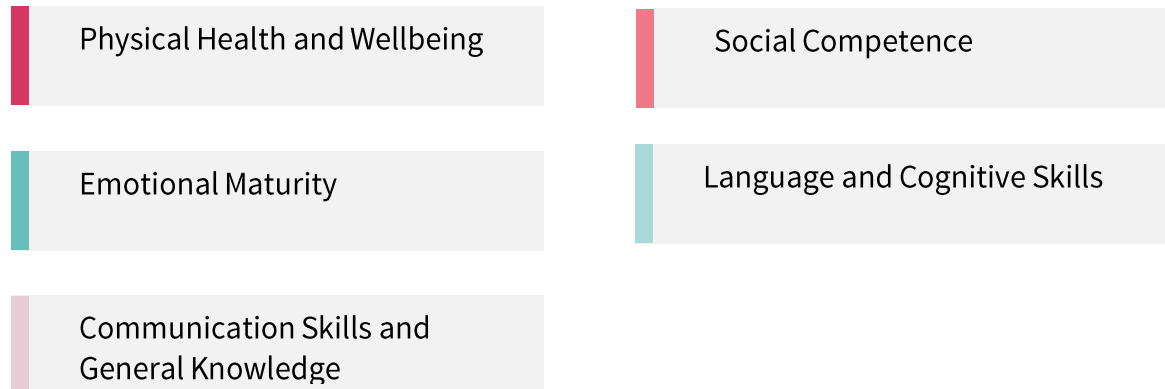 Physical Health and Wellbeing
Social Competence
Emotional Maturity
Language and Cognitive Skills
Communication Skills and
General Knowledge